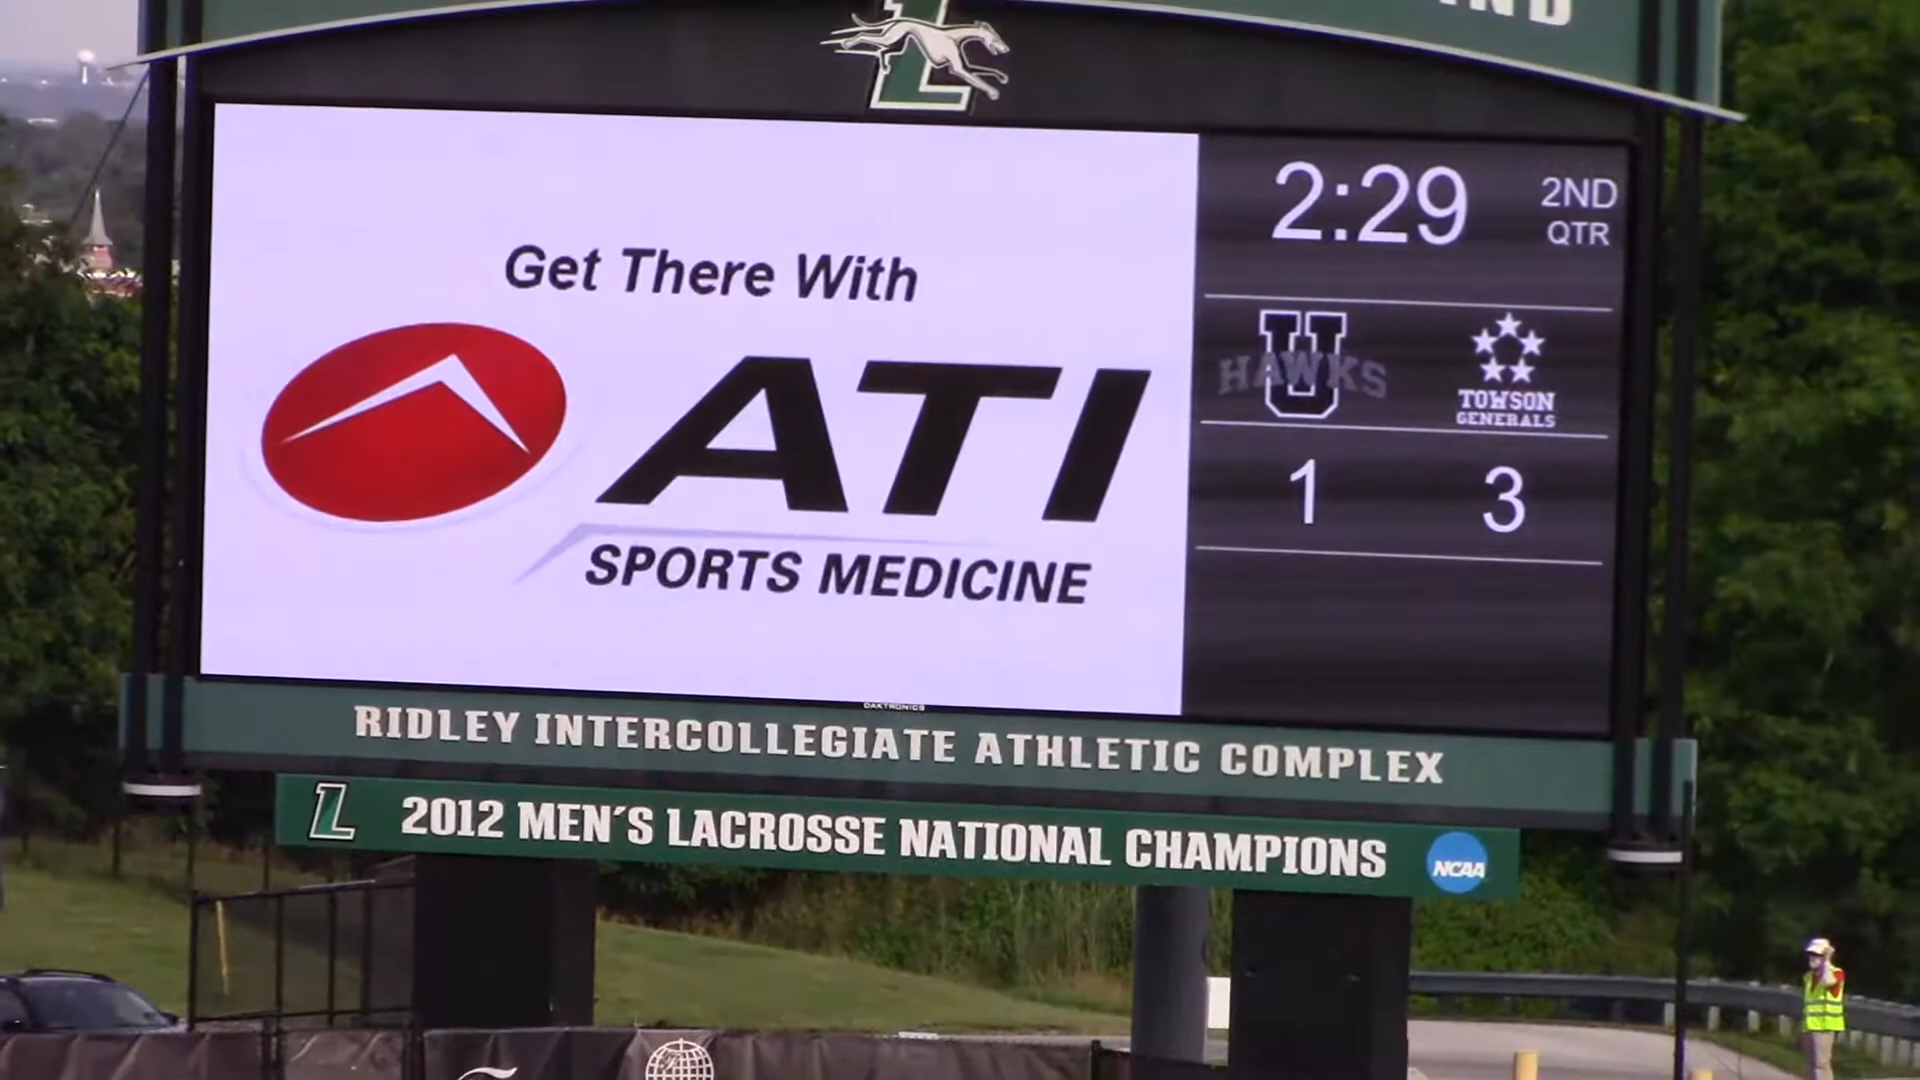 L
Get There With
ATI
SPORTS MEDICINE
2:29
2ND
QTR
U
HAWKS
TOWSON
GENERALS
1
3
DAKTRONICS
RIDLEY INTERCOLLEGIATE ATHLETIC COMPLEX
L
2012 MEN'S LACROSSE NATIONAL CHAMPIONS
NCAA